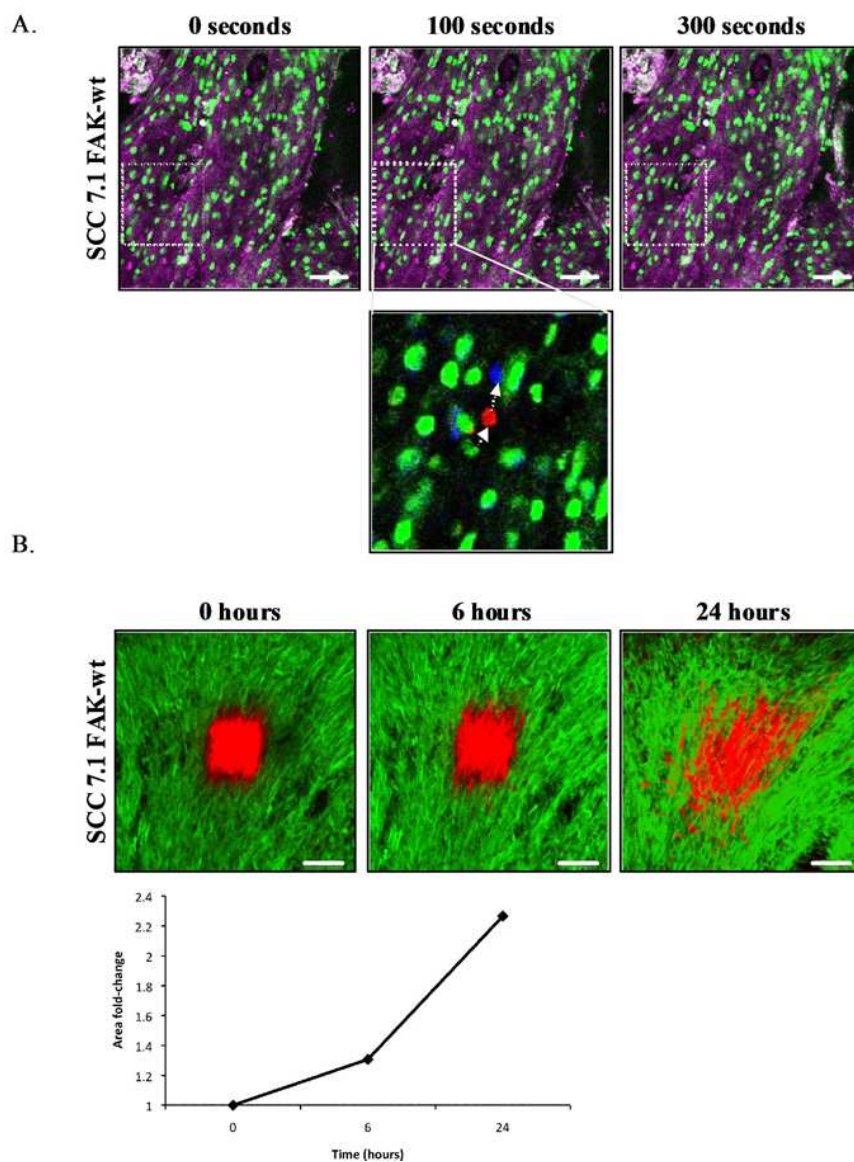 A.
0 seconds 100 seconds 300 seconds
SCC 7.1 FAK-wt
B.
0 hours 6 hours 24 hours
SCC 7.1 FAK-wt
2.4
2.2
2
1.8
1.6
1.4
1.2
1
Area fold-change
0 6 24
Time (hours)